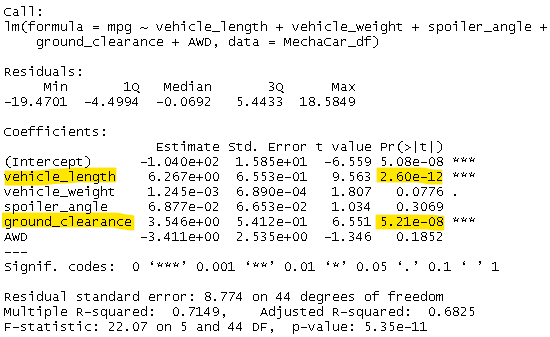 Call:
lm(formula = mpg ~ vehicle_length + vehicle_weight + spoiler_angle +
    ground_clearance + AWD, data = MechaCar_df)
Residuals:
     Min       1Q   Median       3Q      Max
-19.4701  -4.4994  -0.0692   5.4433  18.5849
Coefficients:
                   Estimate Std. Error t value Pr(>|t|)
(Intercept)      -1.040e+02  1.585e+01  -6.559 5.08e-08 ***
vehicle_length    6.267e+00  6.553e-01   9.563 2.60e-12 ***
vehicle_weight    1.245e-03  6.890e-04   1.807   0.0776 .
spoiler_angle     6.877e-02  6.653e-02   1.034   0.3069
ground_clearance  3.546e+00  5.412e-01   6.551 5.21e-08 ***
AWD              -3.411e+00  2.535e+00  -1.346   0.1852
---
Signif. codes:  0 ‘***’ 0.001 ‘**’ 0.01 ‘*’ 0.05 ‘.’ 0.1 ‘ ’ 1
Residual standard error: 8.774 on 44 degrees of freedom
Multiple R-squared:  0.7149,    Adjusted R-squared:  0.6825
F-statistic: 22.07 on 5 and 44 DF,  p-value: 5.35e-11